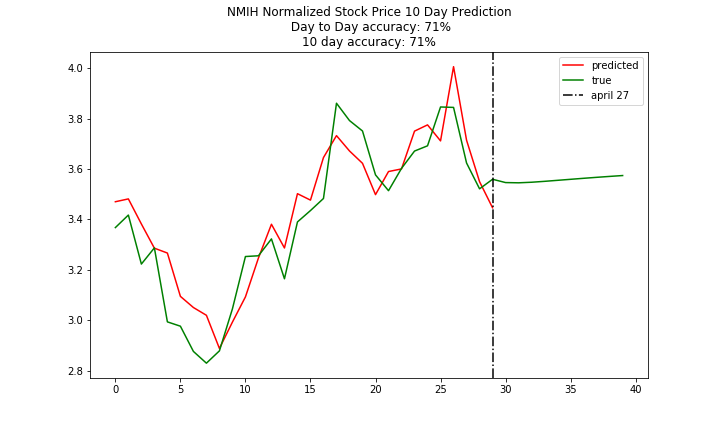 NMIH Normalized Stock Price 10 Day Prediction
Day to Day accuracy: 71%
10 day accuracy: 71%
predicted
true
april 27
4.0
3.8
3.6
3.4
3.2
3.0
2.8
0 5 10 15 20 25 30 35 40